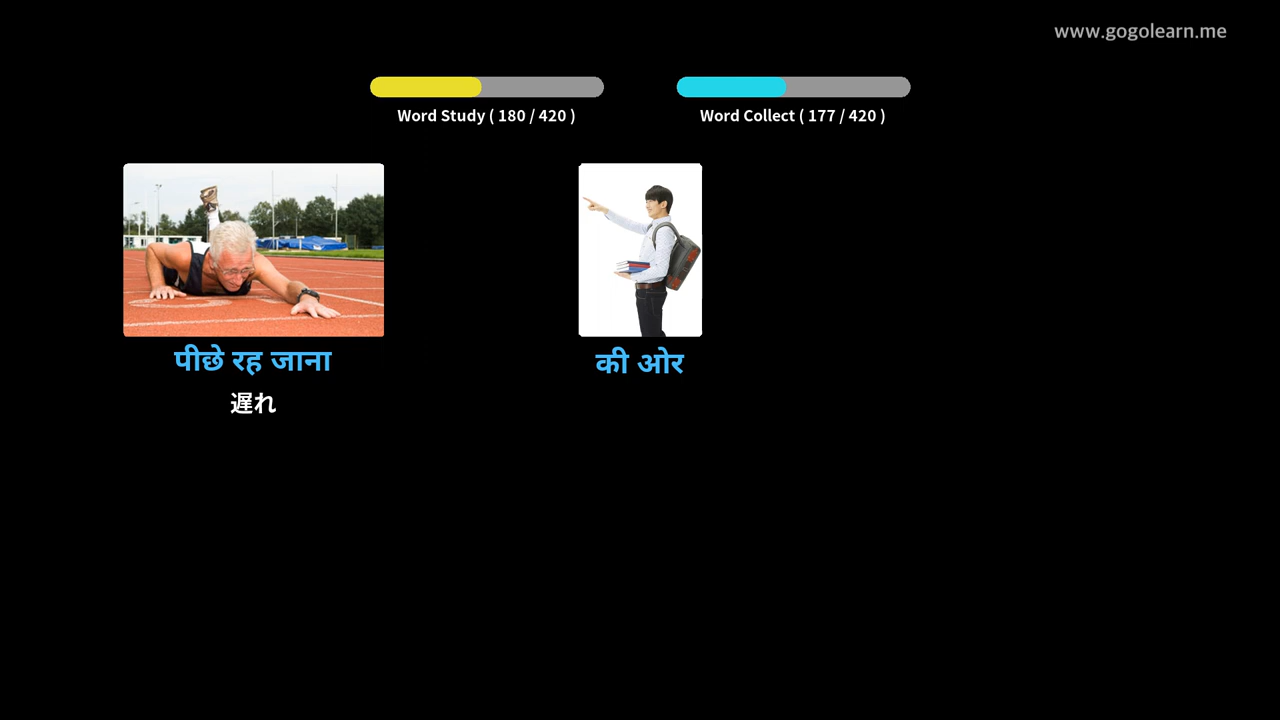 www.gogolearn.me
Word Study ( 180 / 420 )
Word Collect ( 177 / 420 )
पीछे रह जाना
की ओर
遅れ